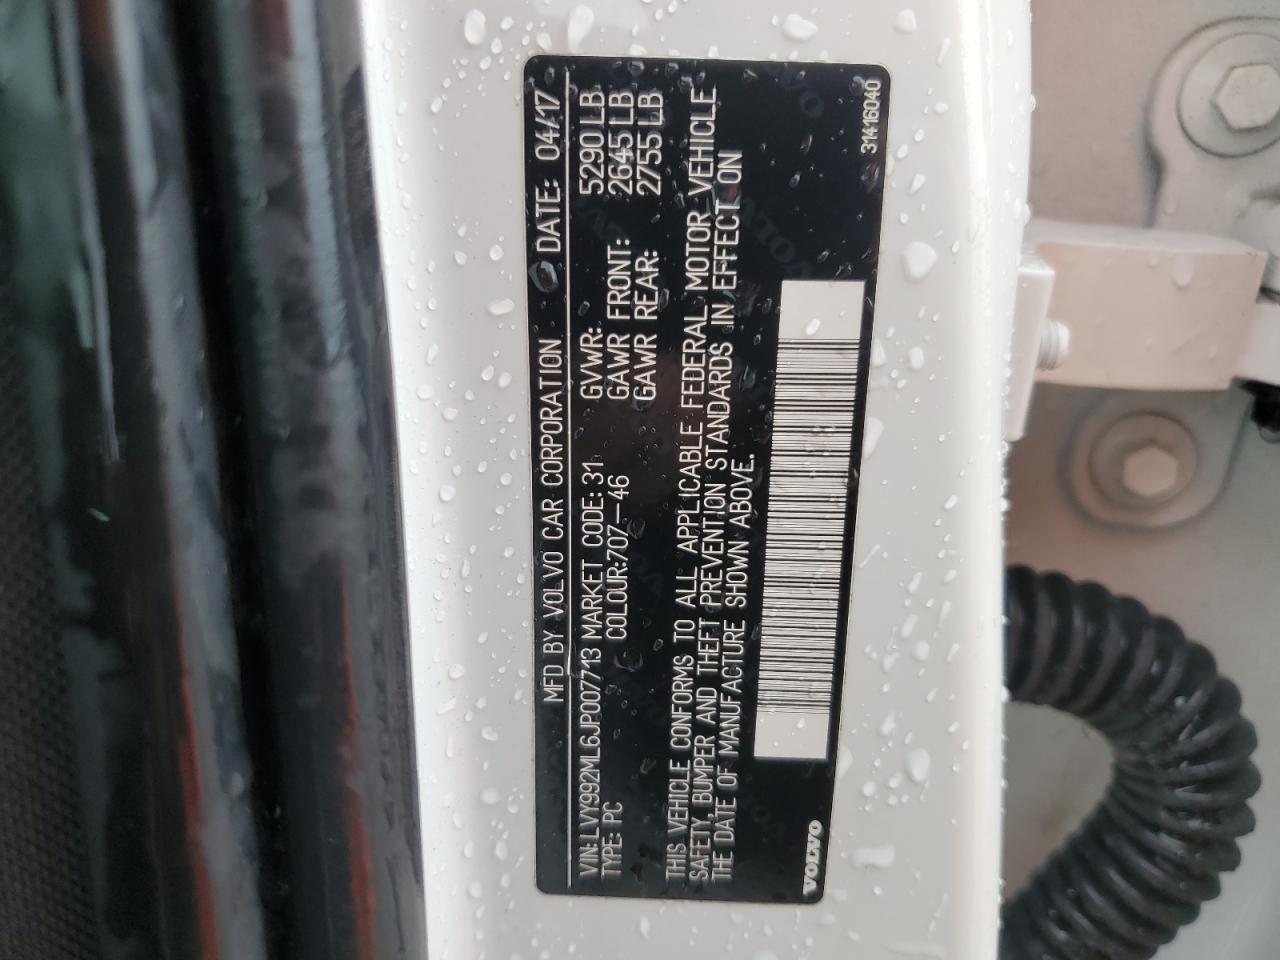 MFD BY VOLVO CAR CORPORATION DATE: 04/17
VIN:LVY992ML6JP007713 MARKET CODE: 31 GVWR: 5290 LB
TYPE: PC COLOUR:707-46 GAWR FRONT: 2645 LB
GAWR REAR: 2755 LB
THIS VEHICLE CONFORMS TO ALL APPLICABLE FEDERAL MOTOR VEHICLE
SAFETY, BUMPER AND THEFT PREVENTION STANDARDS IN EFFECT ON
THE DATE OF MANUFACTURE SHOWN ABOVE.
VOLVO
31416040